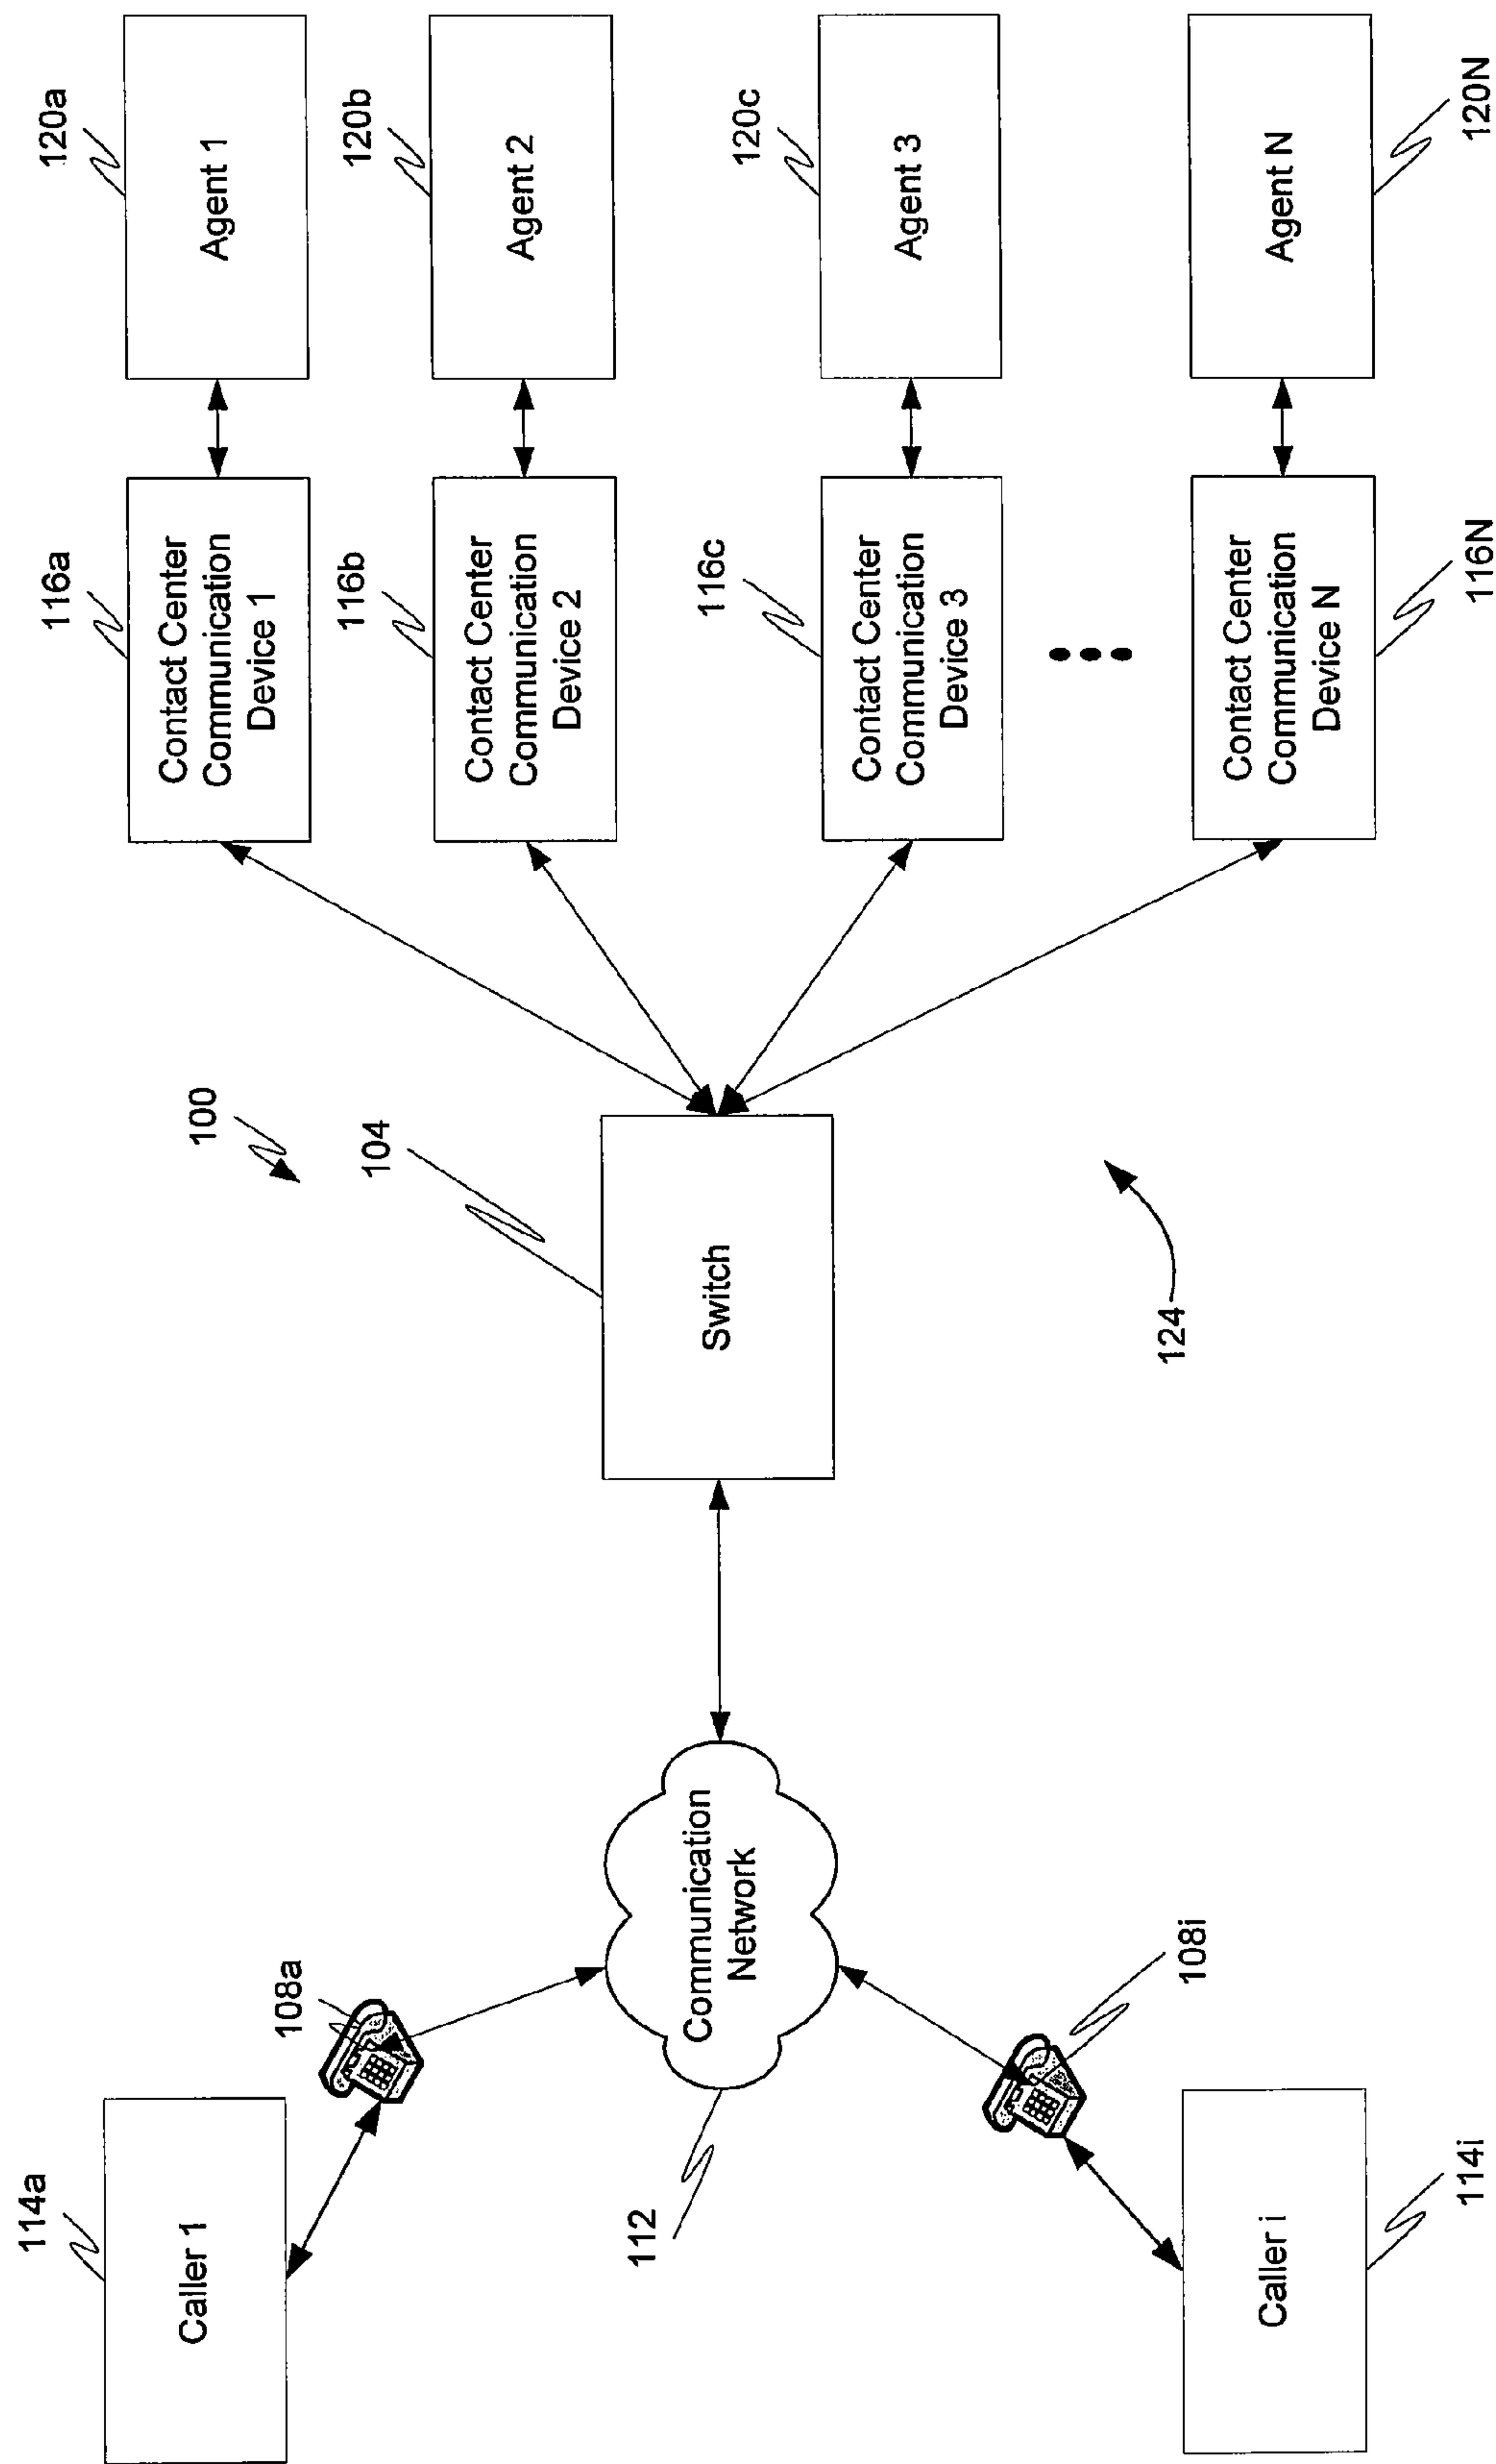 114a
Caller 1
108a
112
Communication
Network
108i
Caller i
114i
100
104
Switch
124
116a
Contact Center
Communication
Device 1
116b
Contact Center
Communication
Device 2
116c
Contact Center
Communication
Device 3
Contact Center
Communication
Device N
116N
120a
Agent 1
120b
Agent 2
120c
Agent 3
Agent N
120N